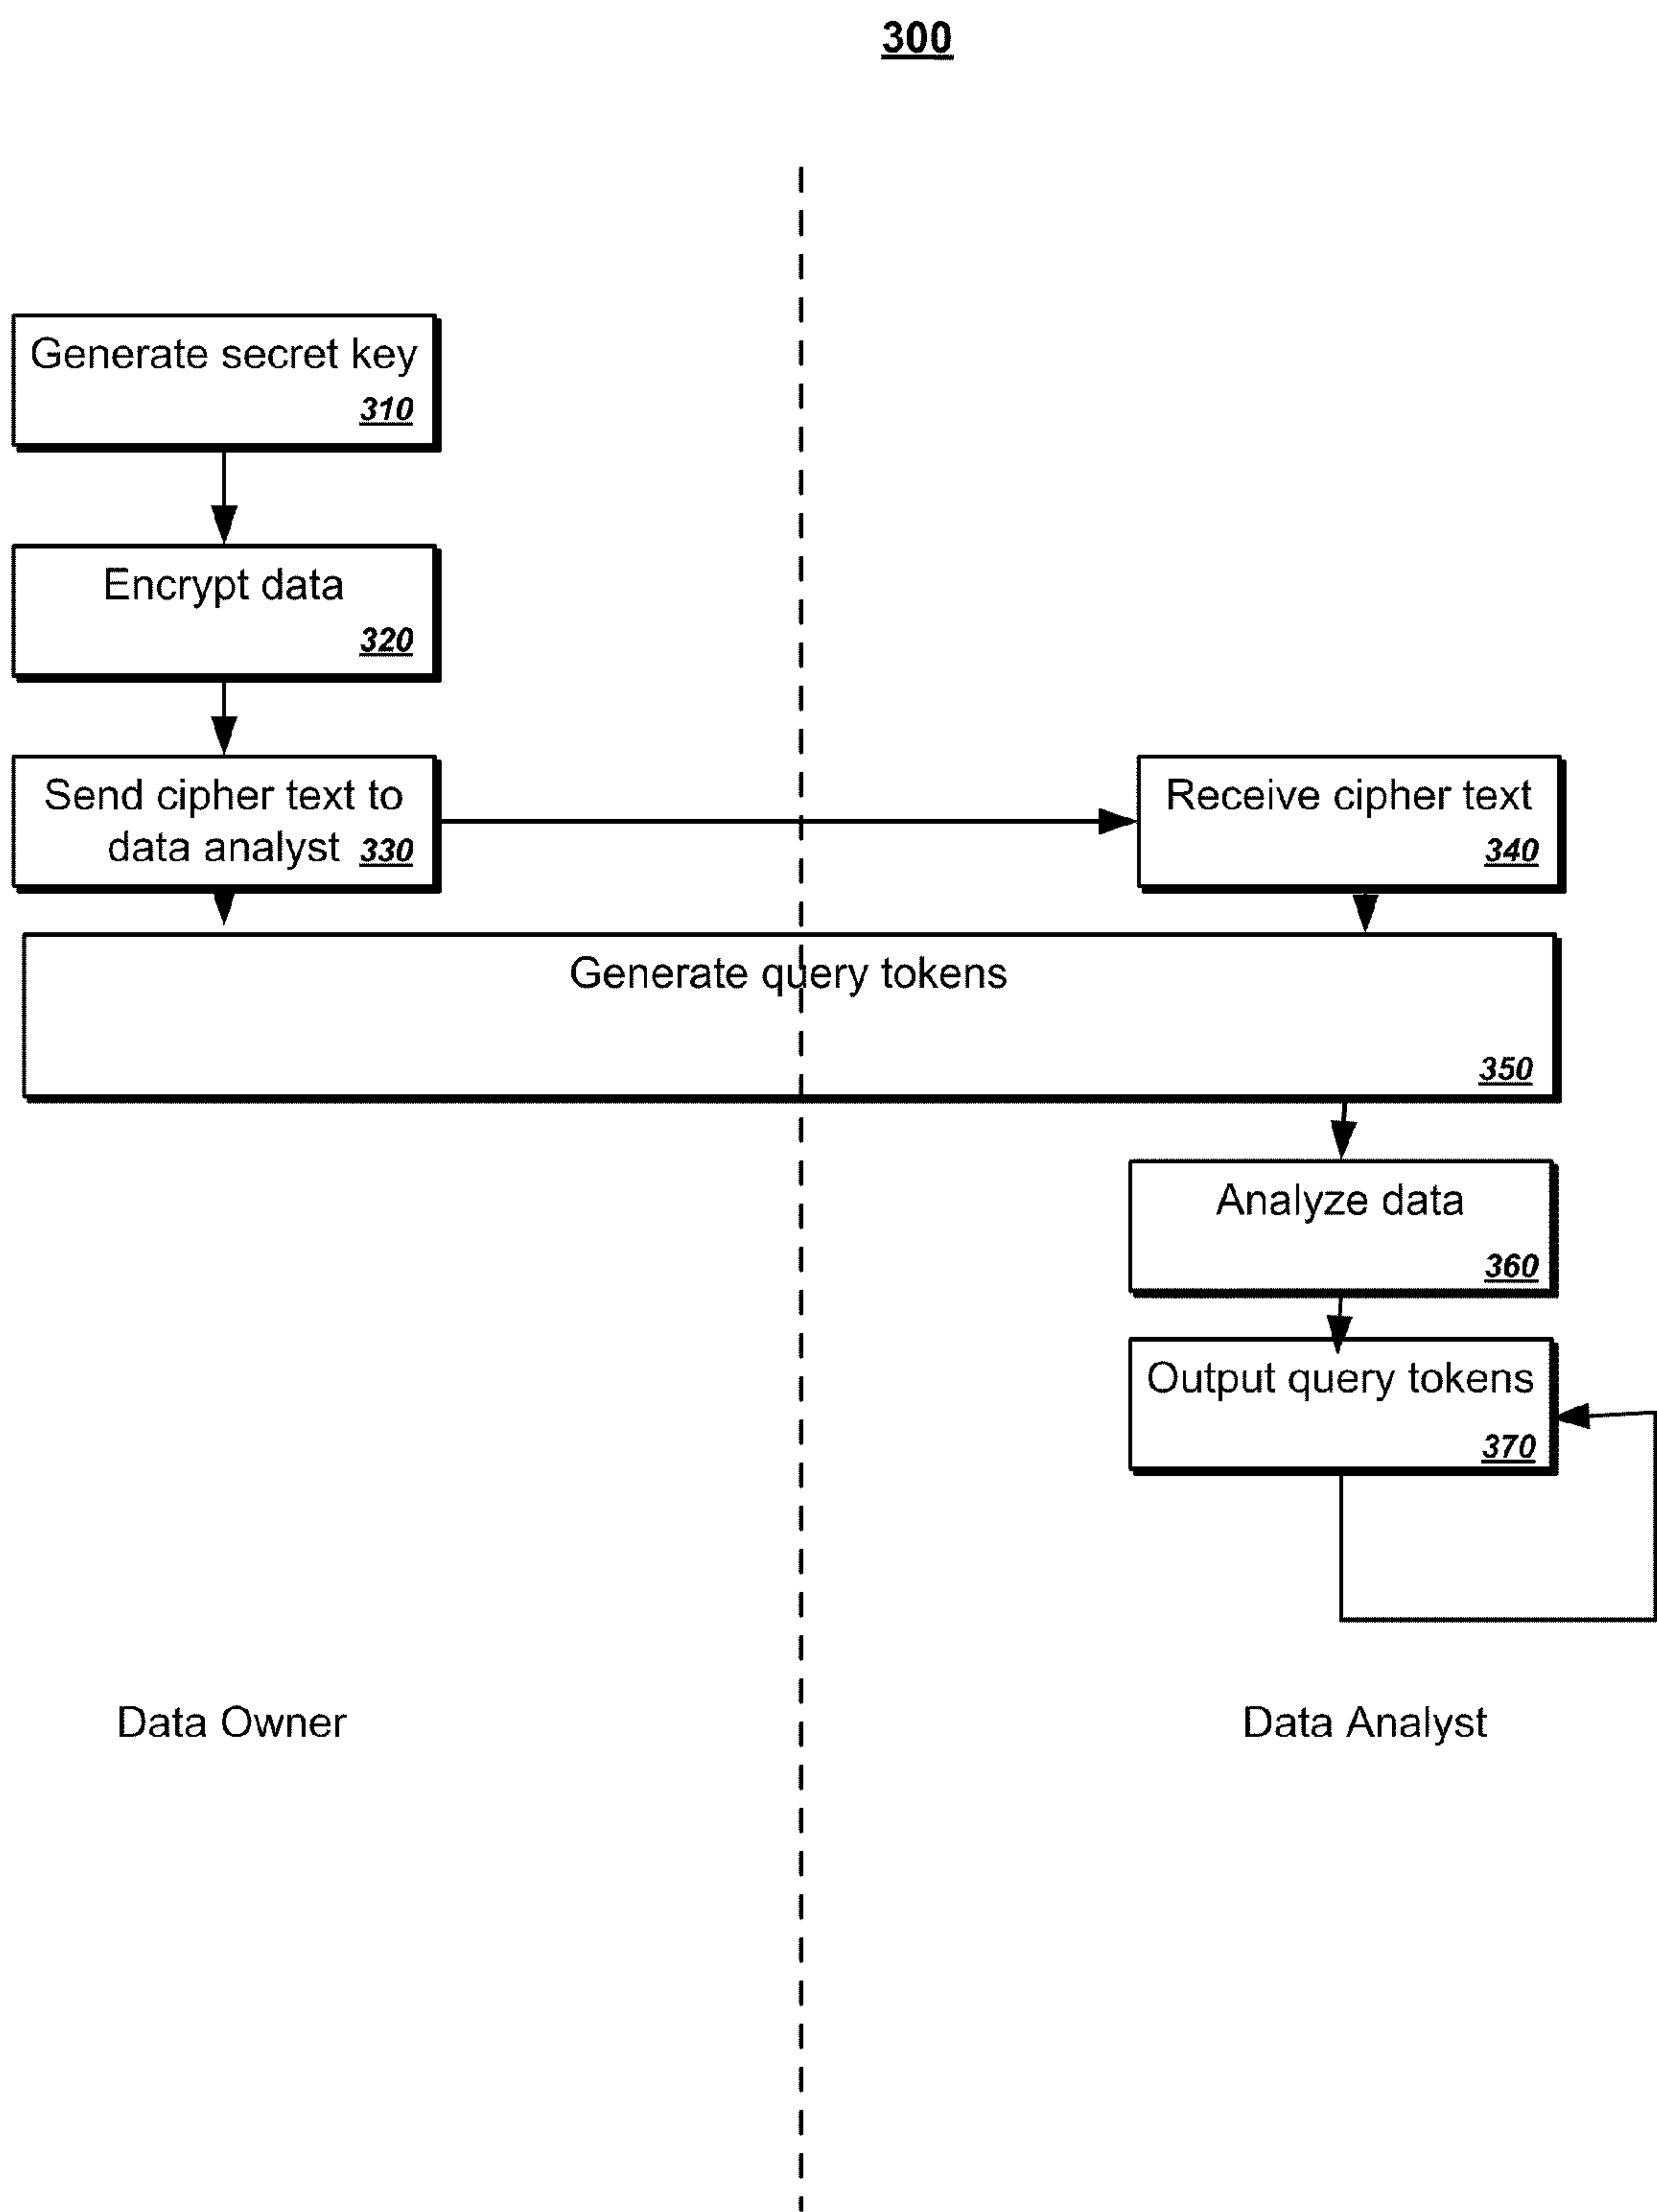 300
Generate secret key
310
Encrypt data
320
Send cipher text to
data analyst 330
Receive cipher text
340
Generate query tokens
350
Analyze data
360
Output query tokens
370
Data Owner
Data Analyst